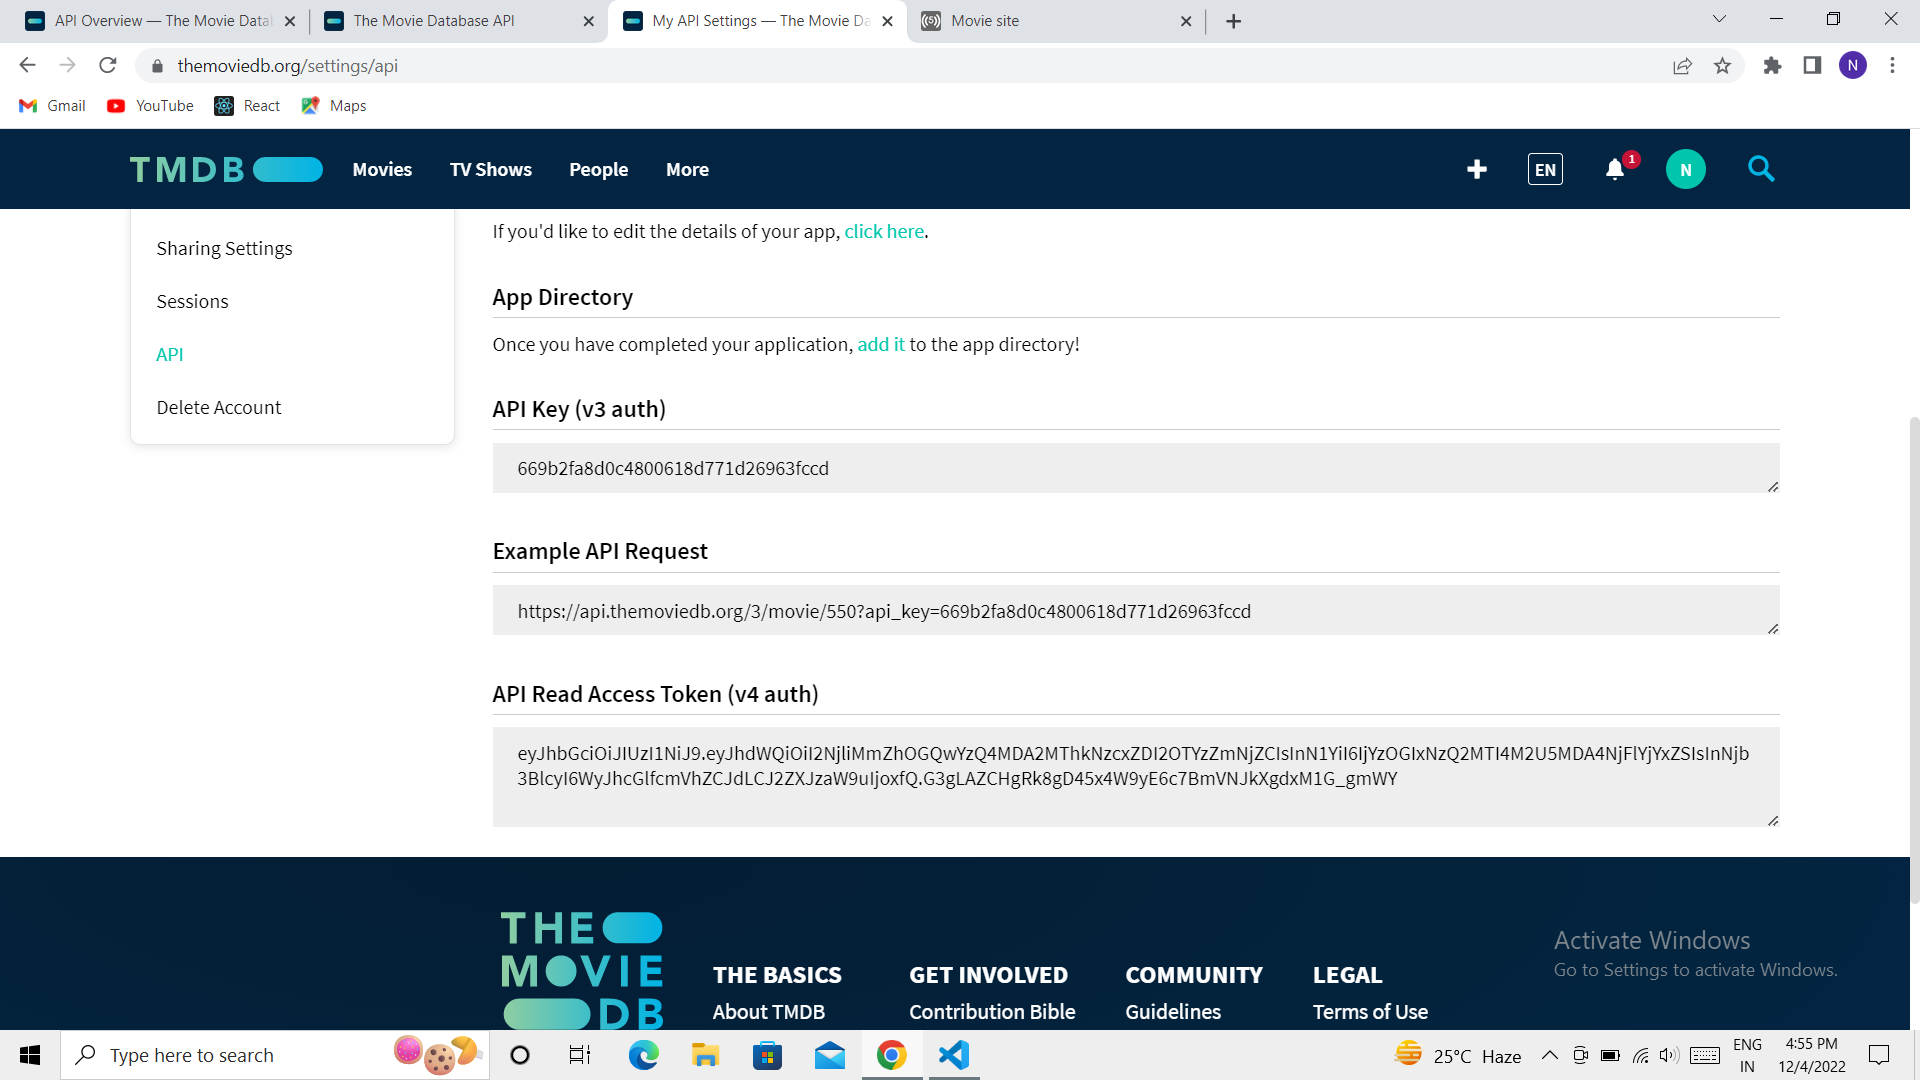 API Overview — The Movie Datab
The Movie Database API
My API Settings — The Movie Da
Movie site
themoviedb.org/settings/api
N
Gmail
YouTube
React
Maps
TMDB
Movies
TV Shows
People
More
EN
1
N
Sharing Settings
Sessions
API
Delete Account
If you'd like to edit the details of your app, click here.
App Directory
Once you have completed your application, add it to the app directory!
API Key (v3 auth)
669b2fa8d0c4800618d771d26963fccd
Example API Request
https://api.themoviedb.org/3/movie/550?api_key=669b2fa8d0c4800618d771d26963fccd
API Read Access Token (v4 auth)
eyJhbGciOiJIUzI1NiJ9.eyJhdWQiOiI2NjliMmZhOGQwYzQ4MDA2MThkNzcxZDI2OTYzZmNjZCIsInN1YiI6IjYzOGIxNzQ2MTI4M2U5MDA4NjFlYjYxZSIsInNjb
3BlcyI6WyJhcGlfcmVhZCJdLCJ2ZXJzaW9uIjoxfQ.G3gLAZCHgRk8gD45x4W9yE6c7BmVNJkXgdxM1G_gmWY
THE
MOVIE
DB
THE BASICS
About TMDB
GET INVOLVED
Contribution Bible
COMMUNITY
Guidelines
LEGAL
Terms of Use
Activate Windows
Go to Settings to activate Windows.
Type here to search
25°C Haze
ENG
IN
4:55 PM
12/4/2022